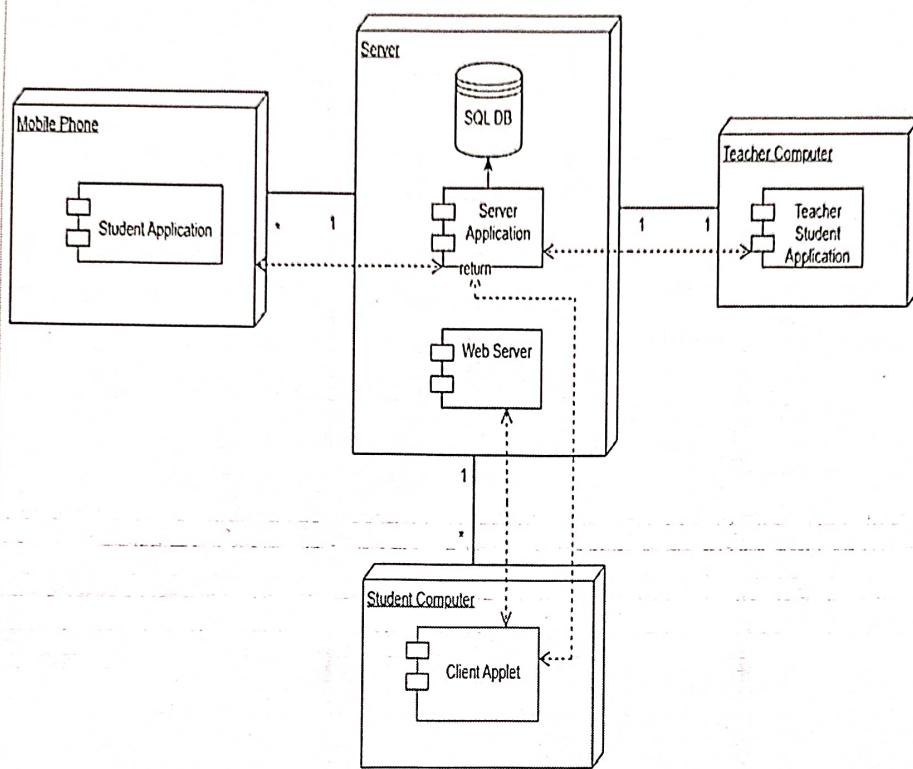 Server
SQL DB
Mobile Phone
Student Application
*
1
Server
Application
return
1
1
Teacher Computer
Teacher
Student
Application
Web Server
1
*
Student Computer
Client Applet